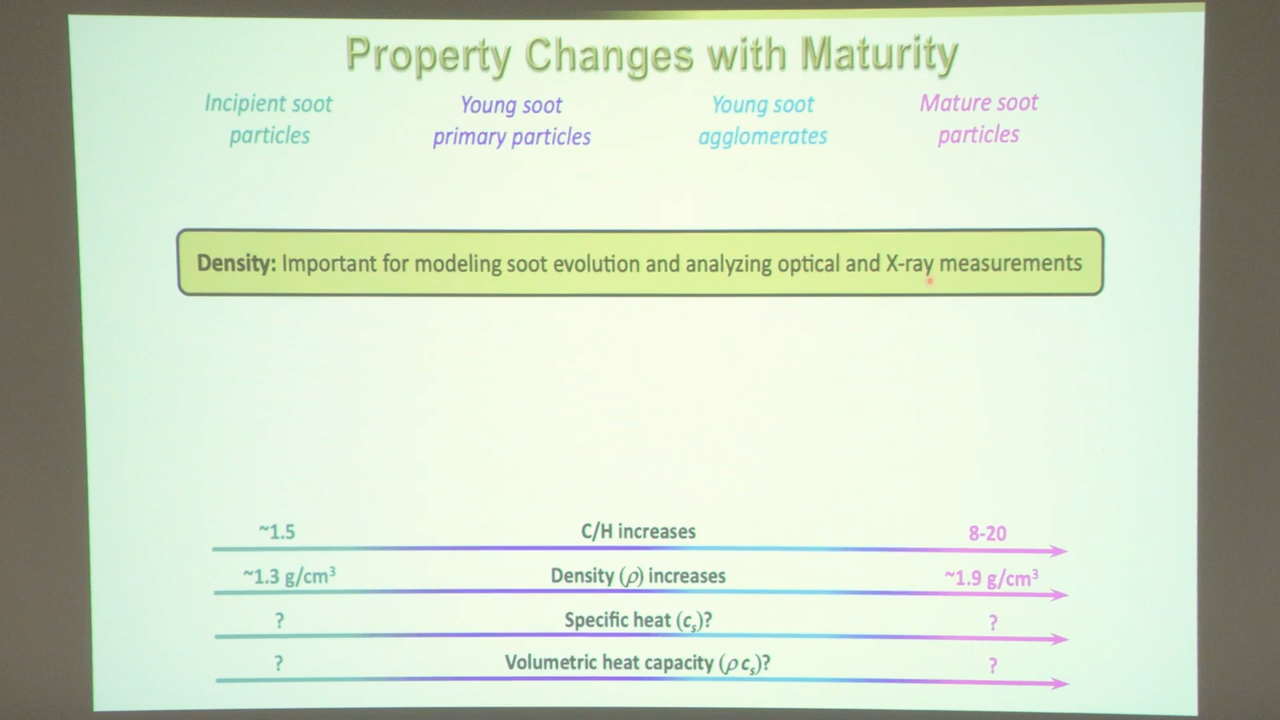 Property Changes with Maturity
Incipient soot
particles
Young soot
primary particles
Young soot
agglomerates
Mature soot
particles
Density: Important for modeling soot evolution and analyzing optical and X-ray measurements
~1.5 C/H increases 8-20
~1.3 g/cm³ Density (ρ) increases ~1.9 g/cm³
? Specific heat (cₛ)? ?
? Volumetric heat capacity (ρ cₛ)? ?